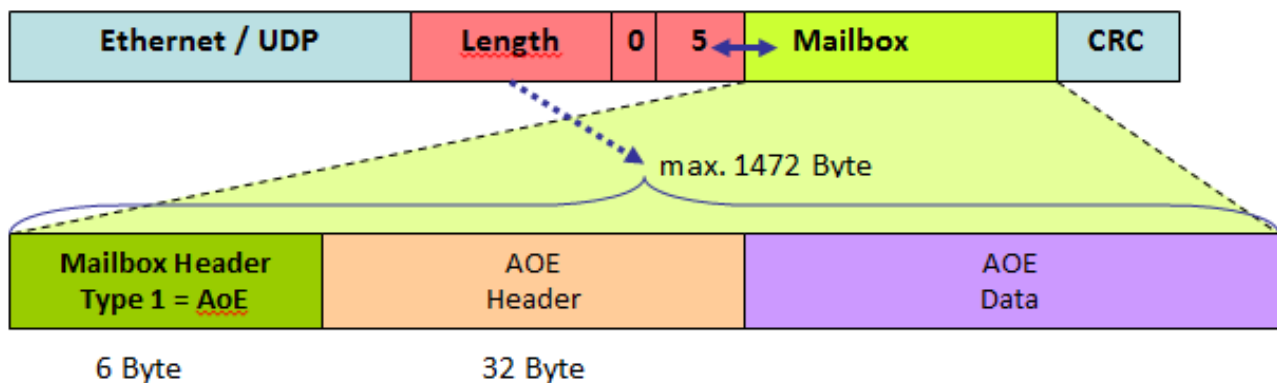 Ethernet / UDP Length 0 5 Mailbox CRC
max. 1472 Byte
Mailbox Header AOE AOE
Type 1 = AoE Header Data
6 Byte 32 Byte